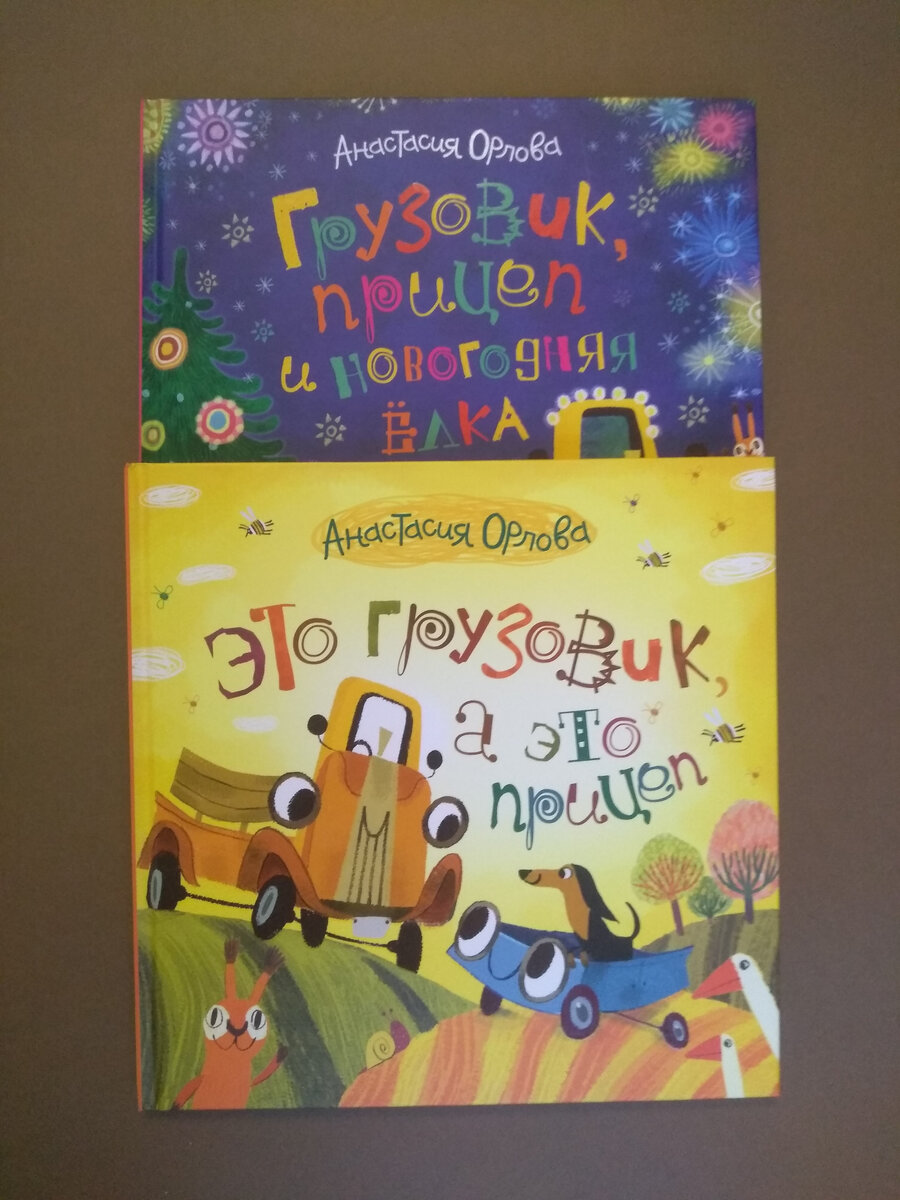 Анастасия Орлова
Грузовик,
прицеп
и новогодняя
ёлка
Анастасия Орлова
Это грузовик,
а это
прицеп